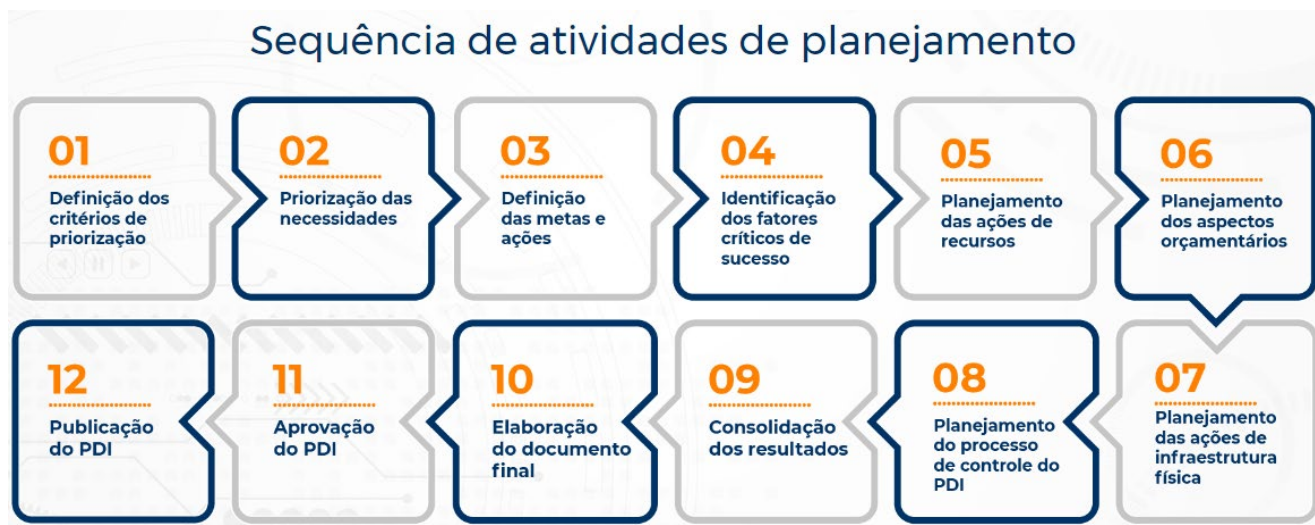 Sequência de atividades de planejamento
01
Definição dos
critérios de
priorização
02
Priorização das
necessidades
03
Definição
das metas e
ações
04
Identificação
dos fatores
críticos de
sucesso
05
Planejamento
das ações de
recursos
06
Planejamento
dos aspectos
orçamentários
07
Planejamento
das ações de
infraestrutura
física
08
Planejamento
do processo
de controle do
PDI
09
Consolidação
dos resultados
10
Elaboração
do documento
final
11
Aprovação
do PDI
12
Publicação
do PDI